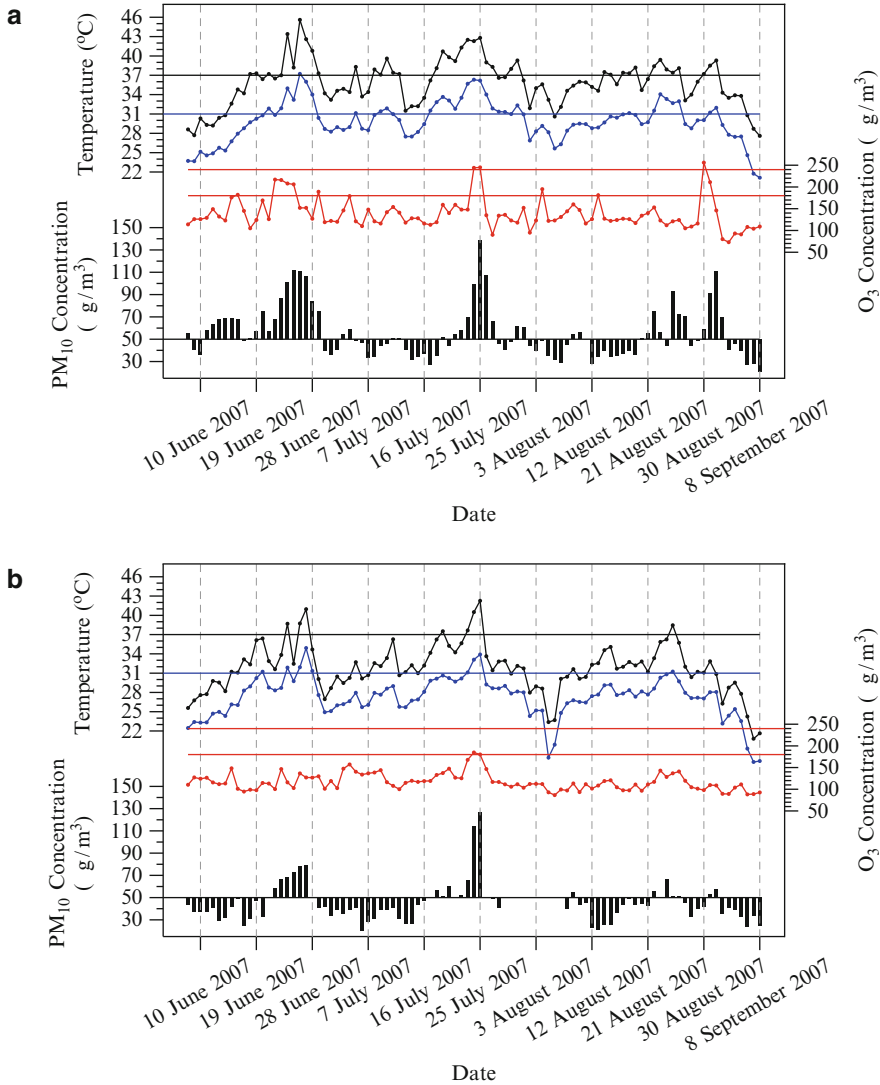 a
Temperature (°C)
46
43
40
37
34
31
28
25
22
PM10 Concentration
( g/m³)
150
130
110
90
70
50
30
250
200
150
100
50
O3 Concentration
( g/m³)
10 June 2007
19 June 2007
28 June 2007
7 July 2007
16 July 2007
25 July 2007
3 August 2007
12 August 2007
21 August 2007
30 August 2007
8 September 2007
Date
b
Temperature (°C)
46
43
40
37
34
31
28
25
22
PM10 Concentration
( g/m³)
150
130
110
90
70
50
30
250
200
150
100
50
O3 Concentration
( g/m³)
10 June 2007
19 June 2007
28 June 2007
7 July 2007
16 July 2007
25 July 2007
3 August 2007
12 August 2007
21 August 2007
30 August 2007
8 September 2007
Date